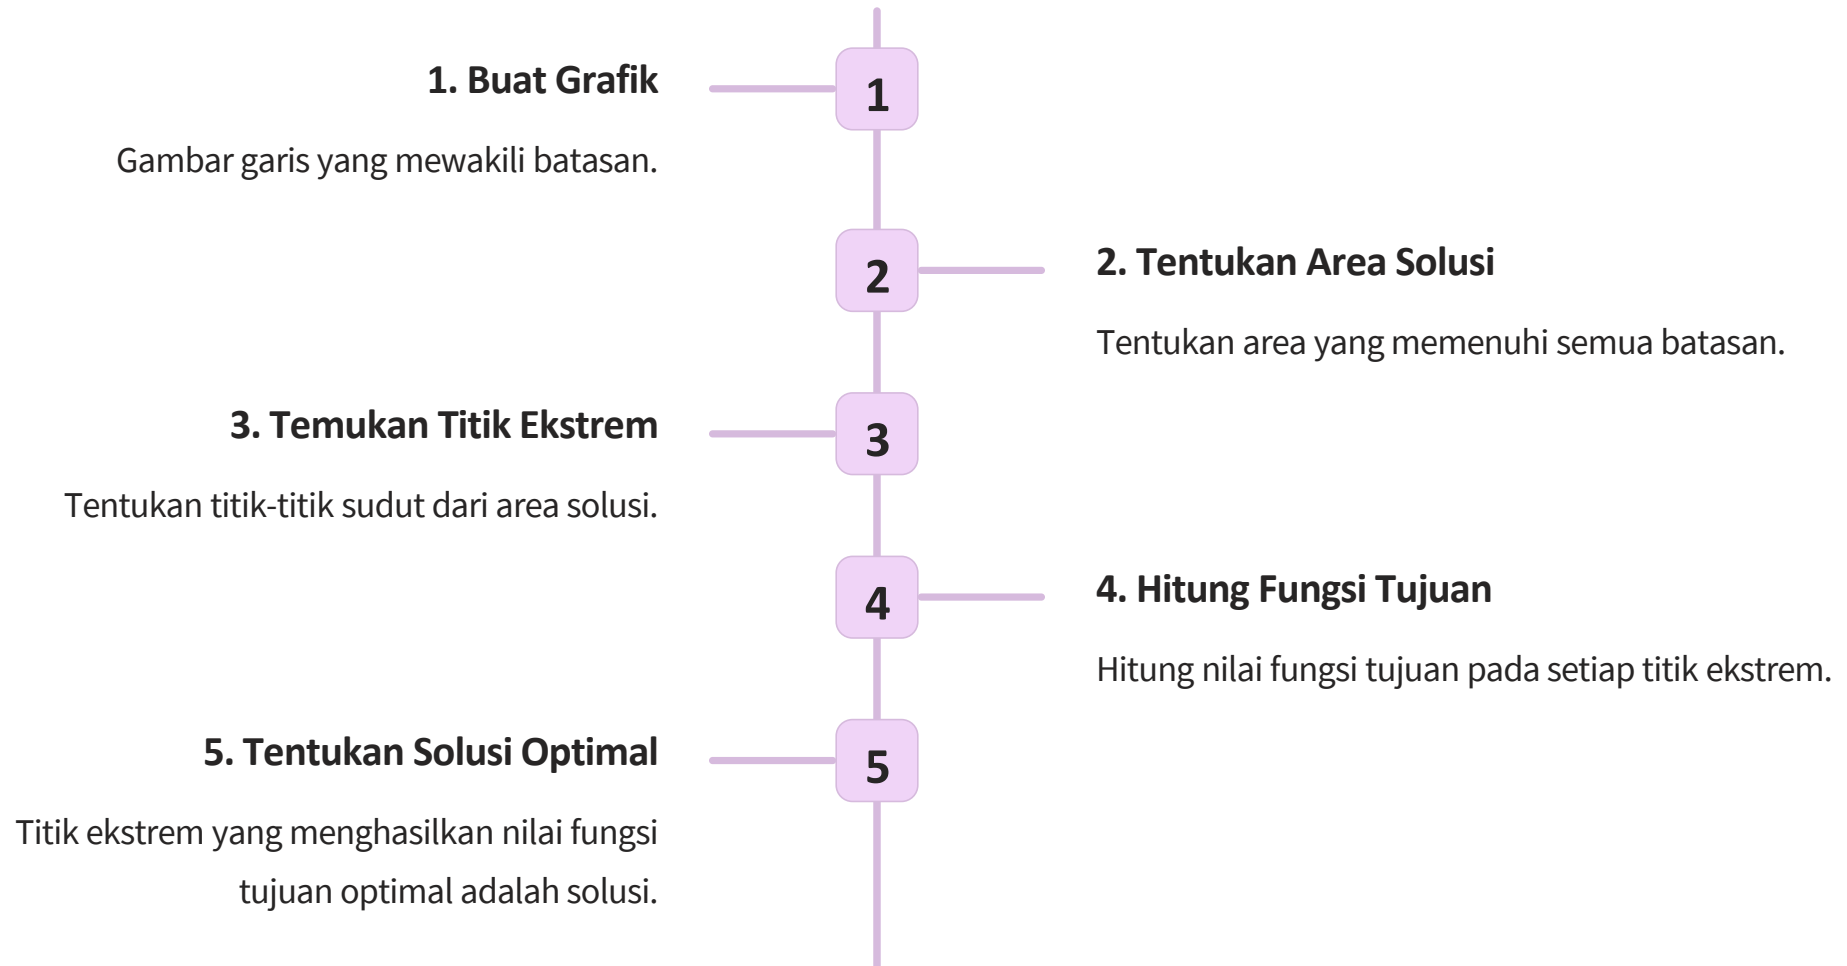 1. Buat Grafik
1
Gambar garis yang mewakili batasan.
2
2. Tentukan Area Solusi
Tentukan area yang memenuhi semua batasan.
3. Temukan Titik Ekstrem
3
Tentukan titik-titik sudut dari area solusi.
4
4. Hitung Fungsi Tujuan
Hitung nilai fungsi tujuan pada setiap titik ekstrem.
5. Tentukan Solusi Optimal
5
Titik ekstrem yang menghasilkan nilai fungsi
tujuan optimal adalah solusi.